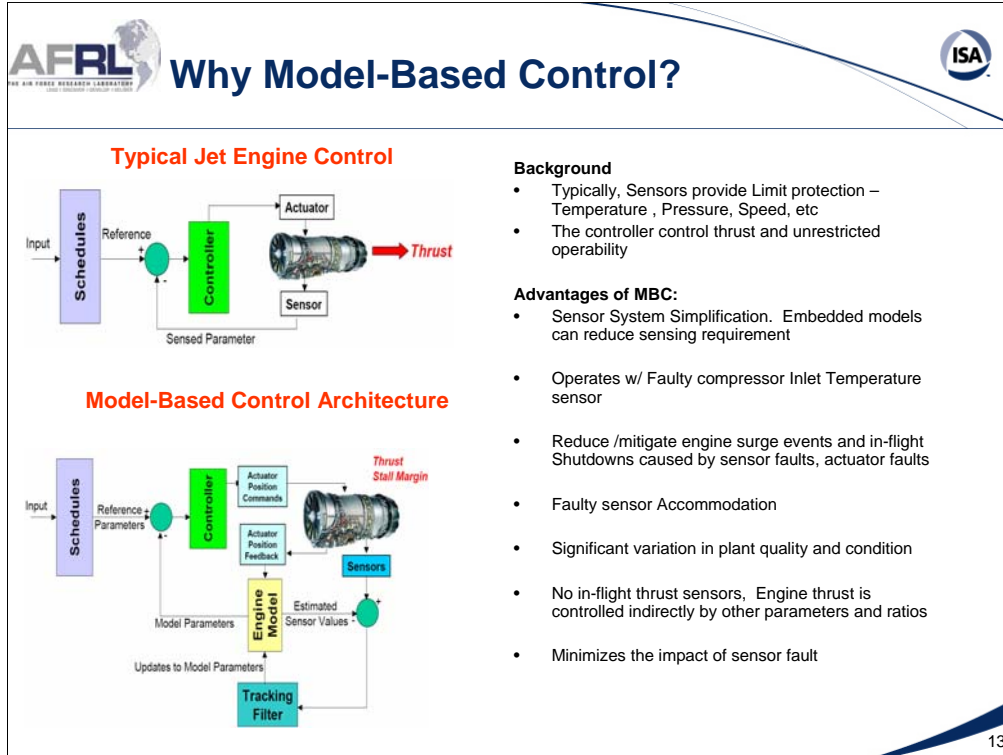 AFRL
THE AIR FORCE RESEARCH LABORATORY
LEAD | DISCOVER | DEVELOP | DELIVER
Why Model-Based Control?
ISA
Typical Jet Engine Control
Input
Schedules
Reference
+
-
Controller
Actuator
Thrust
Sensor
Sensed Parameter
Model-Based Control Architecture
Input
Schedules
Reference
Parameters
+
-
Controller
Actuator
Position
Commands
Thrust
Stall Margin
Actuator
Position
Feedback
Sensors
Engine
Model
Model Parameters
Estimated
Sensor Values
+
-
Updates to Model Parameters
Tracking
Filter
Background
• Typically, Sensors provide Limit protection –
Temperature , Pressure, Speed, etc
• The controller control thrust and unrestricted
operability
Advantages of MBC:
• Sensor System Simplification. Embedded models
can reduce sensing requirement
• Operates w/ Faulty compressor Inlet Temperature
sensor
• Reduce /mitigate engine surge events and in-flight
Shutdowns caused by sensor faults, actuator faults
• Faulty sensor Accommodation
• Significant variation in plant quality and condition
• No in-flight thrust sensors, Engine thrust is
controlled indirectly by other parameters and ratios
• Minimizes the impact of sensor fault
13